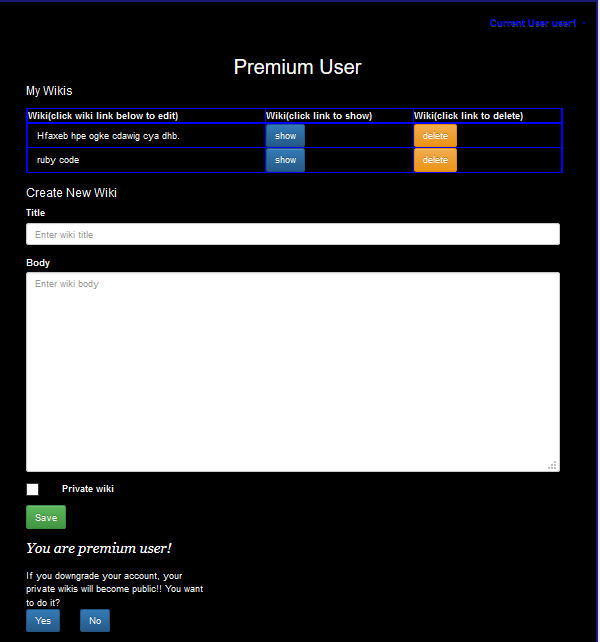 Current User user1
Premium User
My Wikis
Wiki(click wiki link below to edit) Wiki(click link to show) Wiki(click link to delete)
Hfaxeb hpe ogke cdawig cya dhb. show delete
ruby code show delete
Create New Wiki
Title
Enter wiki title
Body
Enter wiki body
Private wiki
Save
You are premium user!
If you downgrade your account, your
private wikis will become public!! You want
to do it?
Yes No